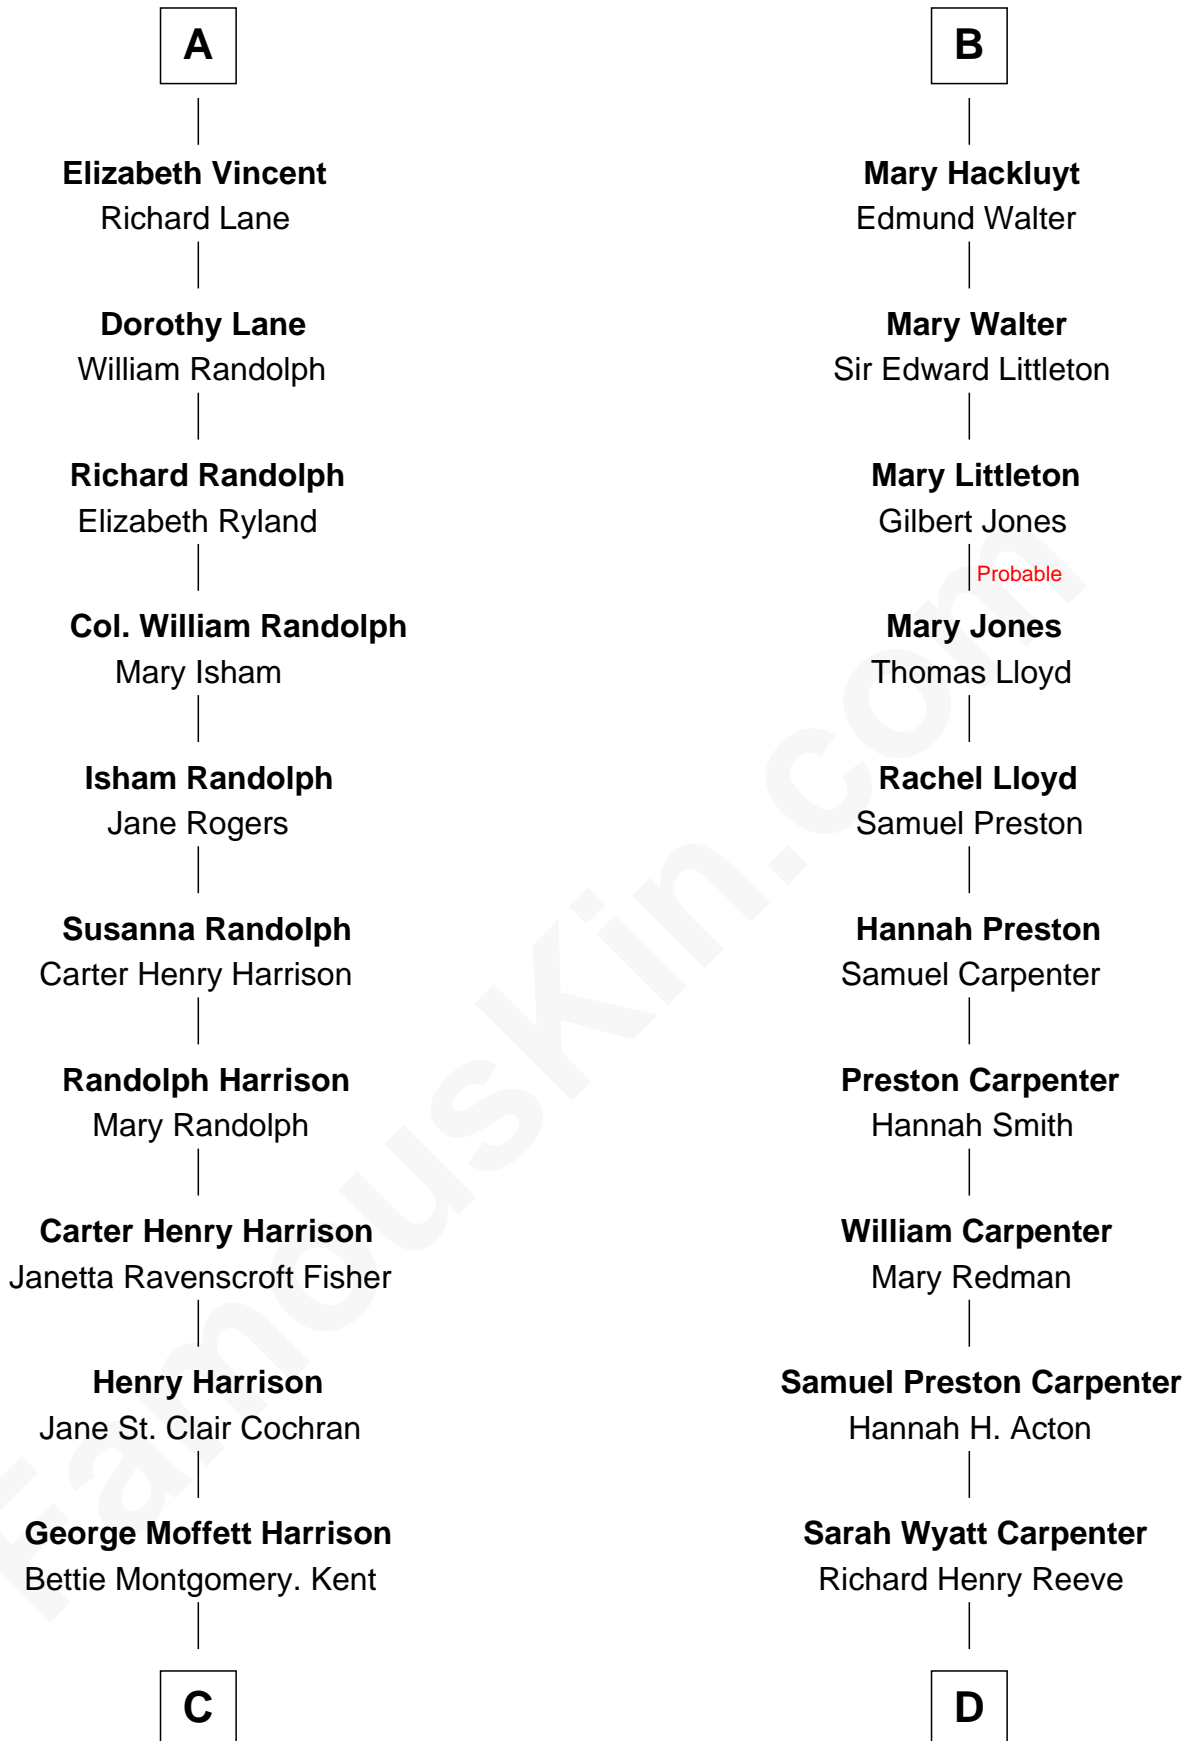 A
Elizabeth Vincent
Richard Lane
Dorothy Lane
William Randolph
Richard Randolph
Elizabeth Ryland
Col. William Randolph
Mary Isham
Isham Randolph
Jane Rogers
Susanna Randolph
Carter Henry Harrison
Randolph Harrison
Mary Randolph
Carter Henry Harrison
Janetta Ravenscroft Fisher
Henry Harrison
Jane St. Clair Cochran
George Moffett Harrison
Bettie Montgomery. Kent
C
B
Mary Hackluyt
Edmund Walter
Mary Walter
Sir Edward Littleton
Mary Littleton
Gilbert Jones
Probable
Mary Jones
Thomas Lloyd
Rachel Lloyd
Samuel Preston
Hannah Preston
Samuel Carpenter
Preston Carpenter
Hannah Smith
William Carpenter
Mary Redman
Samuel Preston Carpenter
Hannah H. Acton
Sarah Wyatt Carpenter
Richard Henry Reeve
D
FamousKin.com